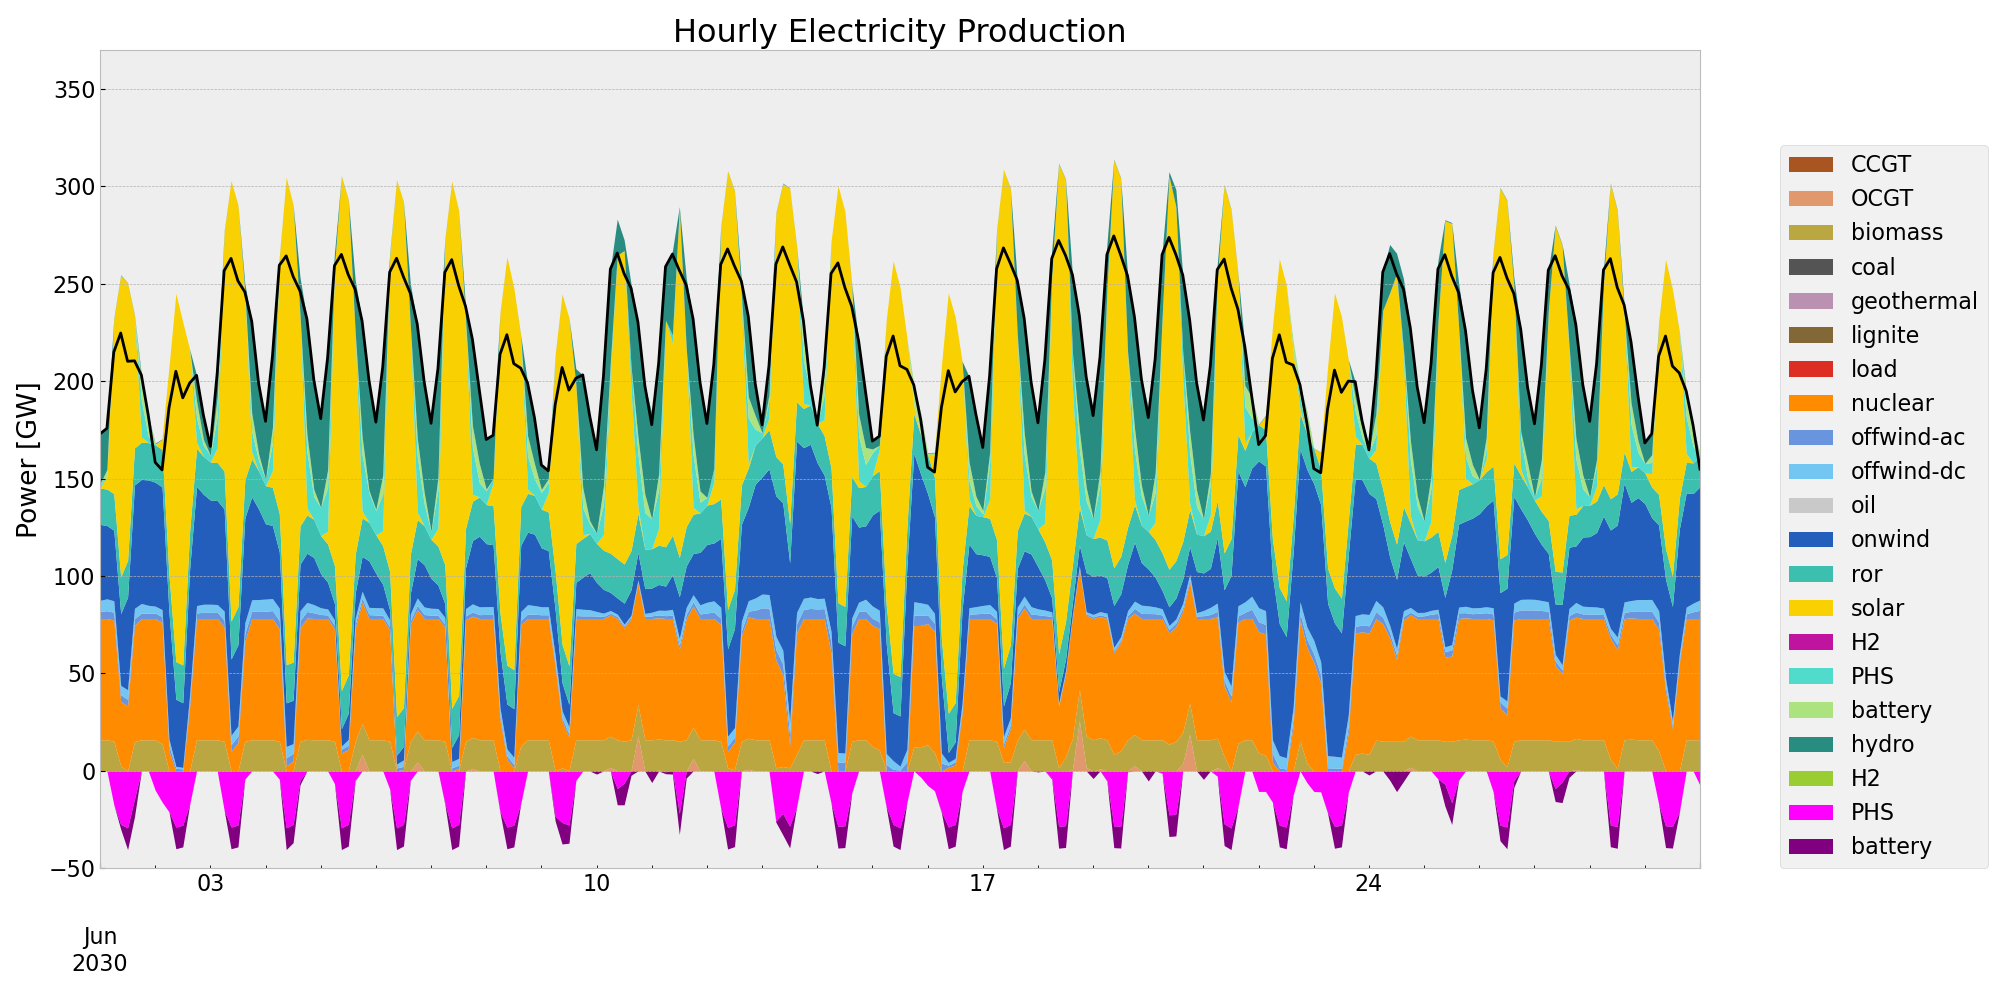 Hourly Electricity Production
Power [GW]
350
300
250
200
150
100
50
0
−50
03
10
17
24
Jun
2030
CCGT
OCGT
biomass
coal
geothermal
lignite
load
nuclear
offwind-ac
offwind-dc
oil
onwind
ror
solar
H2
PHS
battery
hydro
H2
PHS
battery